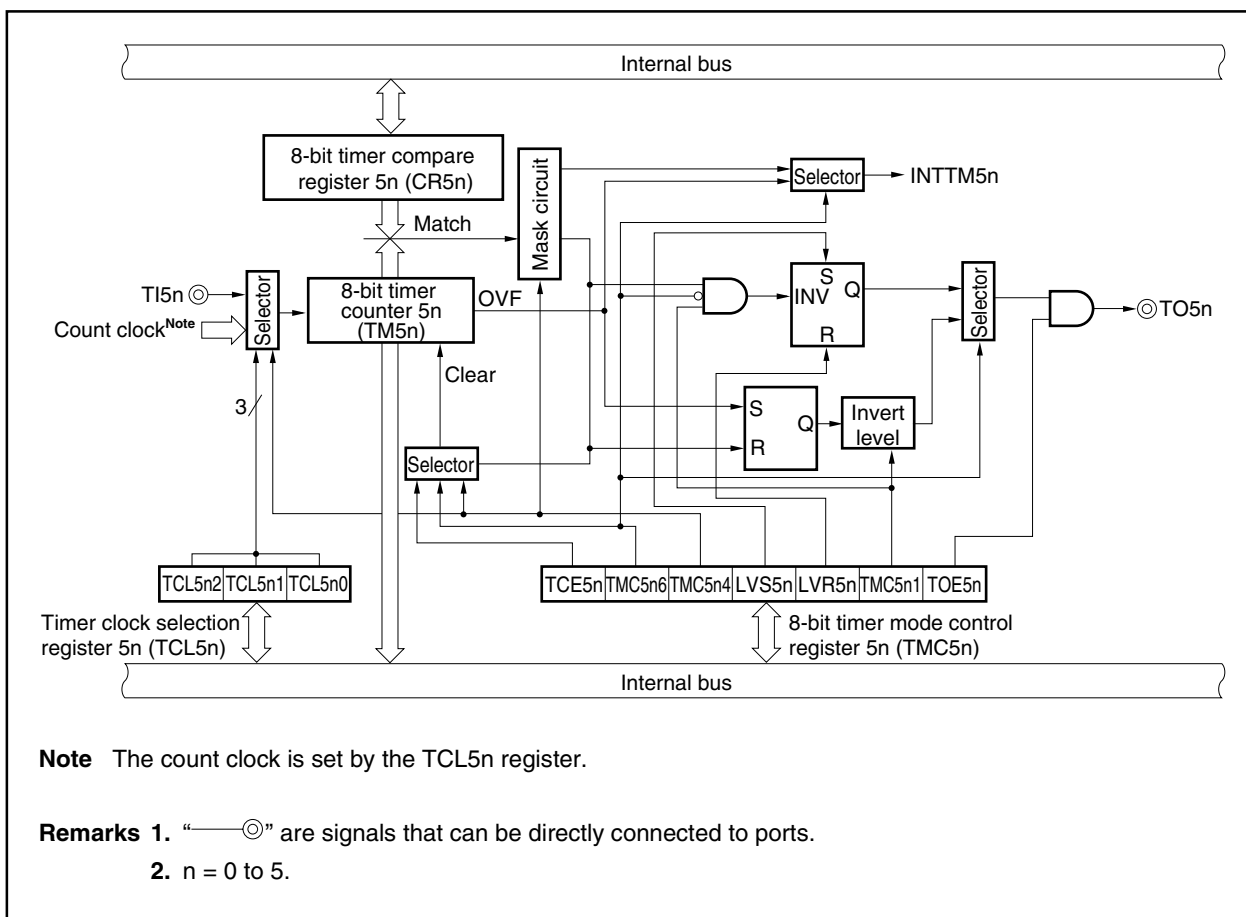 Internal bus
8-bit timer compare
register 5n (CR5n)
Match
Mask circuit
Selector
INTTM5n
TI5n
Count clockNote
Selector
8-bit timer
counter 5n
(TM5n)
OVF
Clear
S
INV
Q
R
Selector
TO5n
3
S
Q
R
Invert
level
Selector
TCL5n2 TCL5n1 TCL5n0
TCE5n TMC5n6 TMC5n4 LVS5n LVR5n TMC5n1 TOE5n
Timer clock selection
register 5n (TCL5n)
8-bit timer mode control
register 5n (TMC5n)
Internal bus
Note The count clock is set by the TCL5n register.
Remarks 1. “——◎” are signals that can be directly connected to ports.
2. n = 0 to 5.